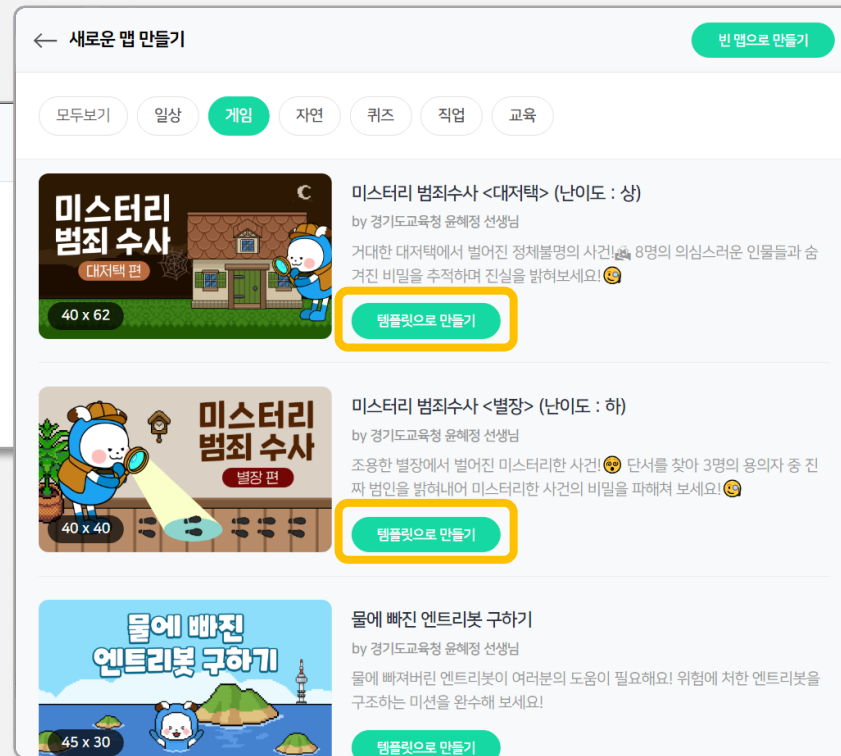 새로운 맵 만들기
빈 맵으로 만들기
모두보기 일상 게임 자연 퀴즈 직업 교육
미스터리
범죄 수사
대저택 편
40 x 62
미스터리 범죄수사 <대저택> (난이도 : 상)
by 경기도교육청 윤혜정 선생님
거대한 대저택에서 벌어진 정체불명의 사건!🕵 8명의 의심스러운 인물들과 숨
겨진 비밀을 추적하며 진실을 밝혀보세요!🧐
템플릿으로 만들기
미스터리
범죄 수사
별장 편
40 x 40
미스터리 범죄수사 <별장> (난이도 : 하)
by 경기도교육청 윤혜정 선생님
조용한 별장에서 벌어진 미스터리한 사건!😵 단서를 찾아 3명의 용의자 중 진
짜 범인을 밝혀내어 미스터리한 사건의 비밀을 파헤쳐 보세요!🧐
템플릿으로 만들기
물에 빠진
엔트리봇 구하기
45 x 30
물에 빠진 엔트리봇 구하기
by 경기도교육청 윤혜정 선생님
물에 빠져버린 엔트리봇이 여러분의 도움이 필요해요! 위험에 처한 엔트리봇을
구조하는 미션을 완수해 보세요!
템플릿으로 만들기